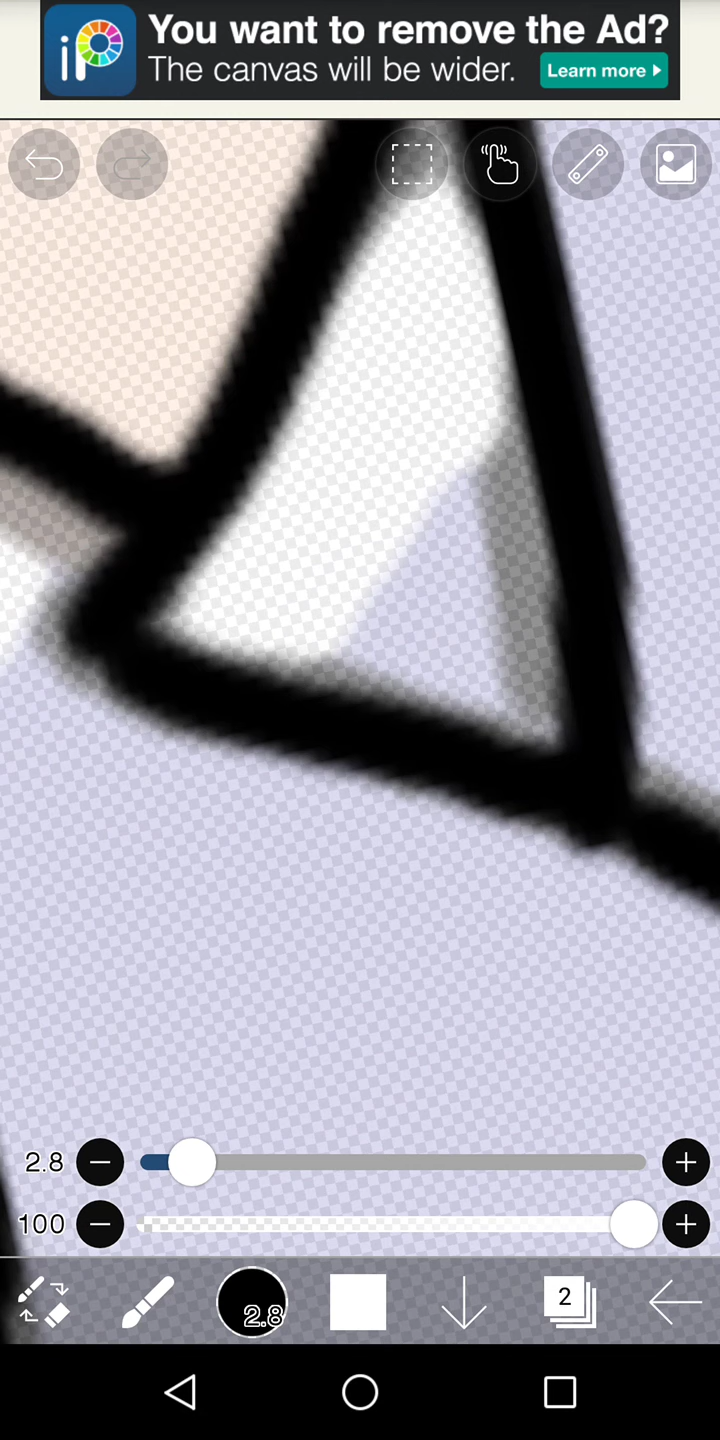 iP
You want to remove the Ad?
The canvas will be wider.
Learn more
2.8
100
2.8
2